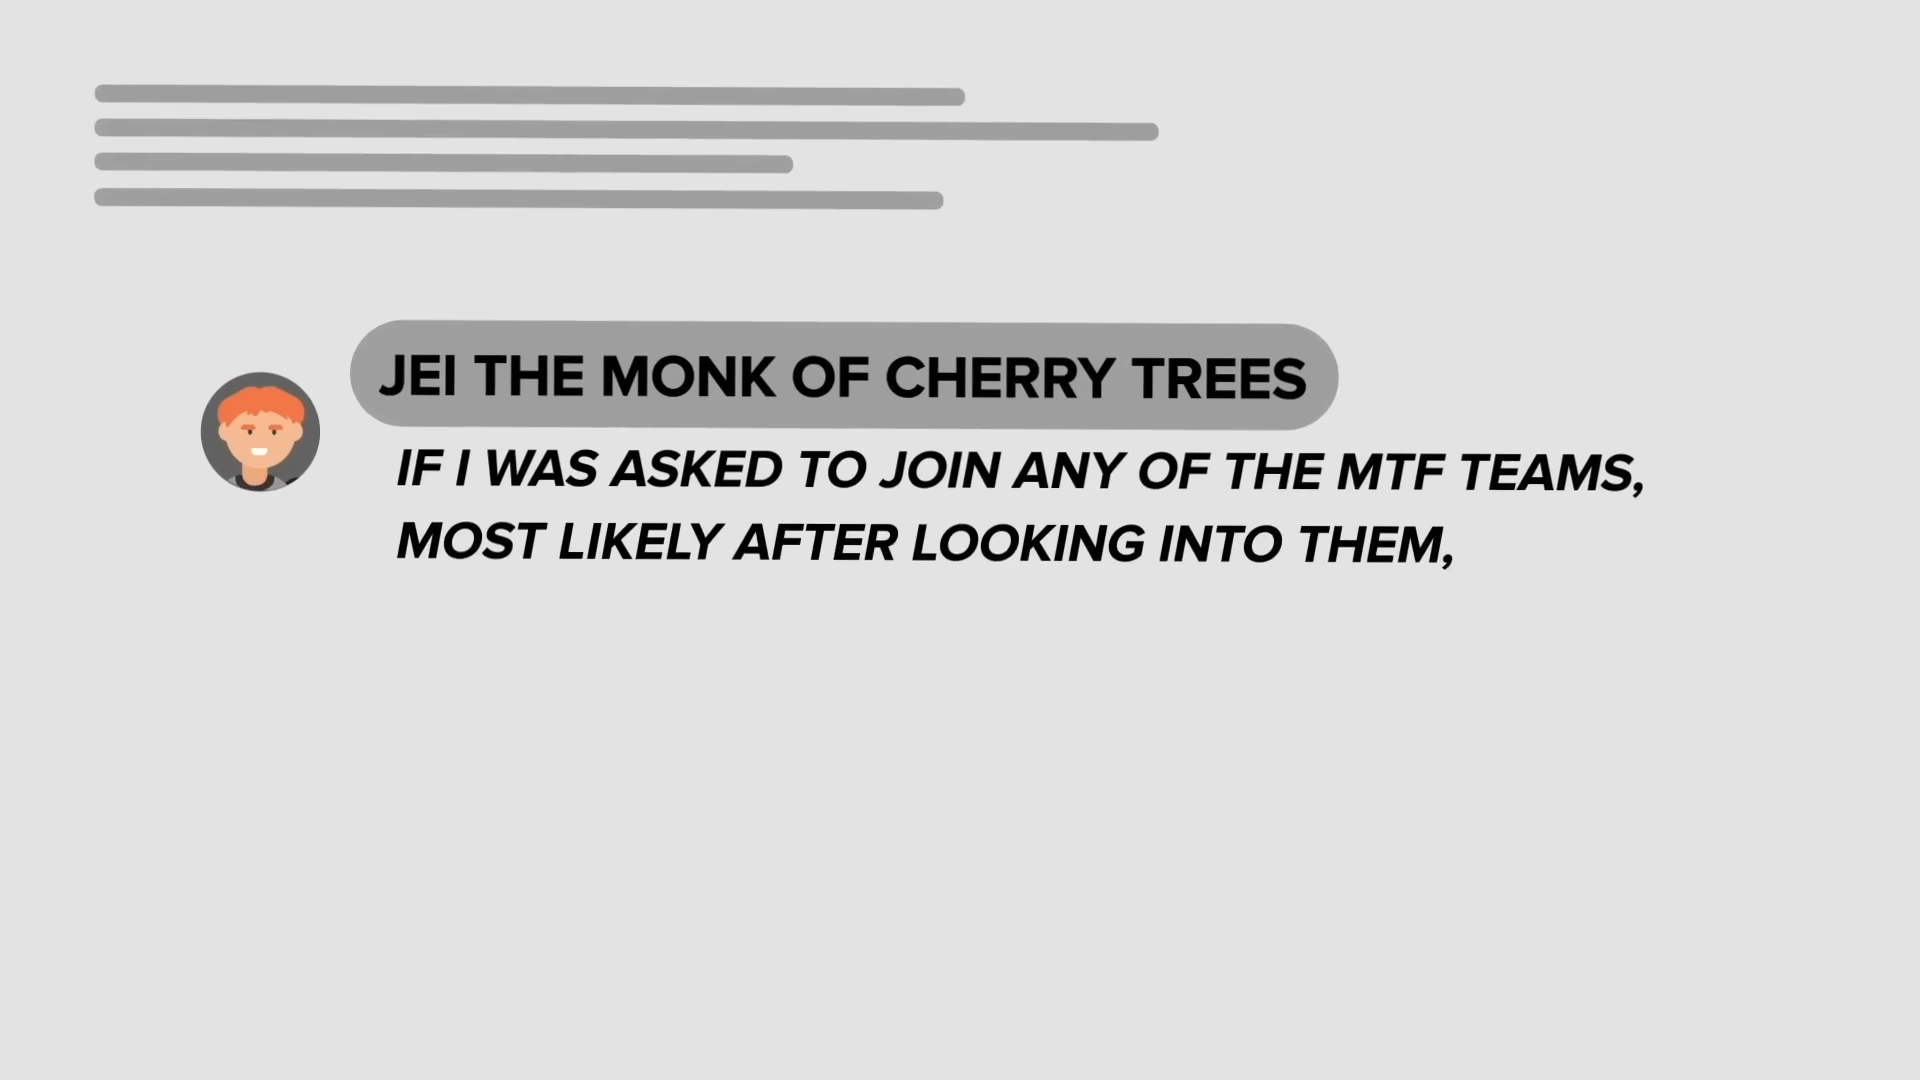 JEI THE MONK OF CHERRY TREES
IF I WAS ASKED TO JOIN ANY OF THE MTF TEAMS,
MOST LIKELY AFTER LOOKING INTO THEM,